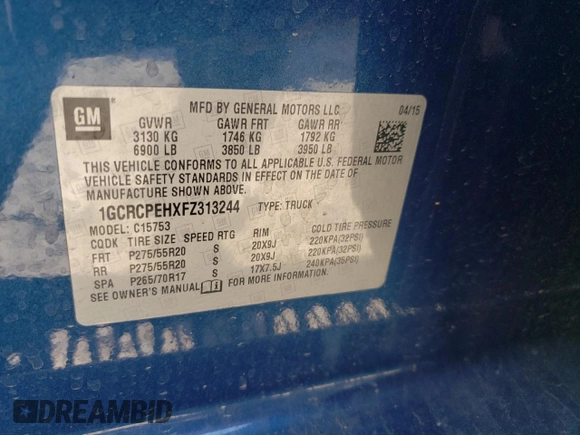 GM
MFD BY GENERAL MOTORS LLC
04/15
GVWR GAWR FRT GAWR RR
3130 KG 1746 KG 1792 KG
6900 LB 3850 LB 3950 LB
THIS VEHICLE CONFORMS TO ALL APPLICABLE U.S. FEDERAL MOTOR
VEHICLE SAFETY STANDARDS IN EFFECT ON THE DATE OF
MANUFACTURE SHOWN ABOVE.
1GCRCPEHXFZ313244 TYPE: TRUCK
MODEL: C15753
CQDK TIRE SIZE SPEED RTG RIM COLD TIRE PRESSURE
FRT P275/55R20 S 20X9J 220KPA(32PSI)
RR P275/55R20 S 20X9J 220KPA(32PSI)
SPA P265/70R17 S 17X7.5J 240KPA(35PSI)
SEE OWNER'S MANUAL FOR MORE INFORMATION.
DREAMBID